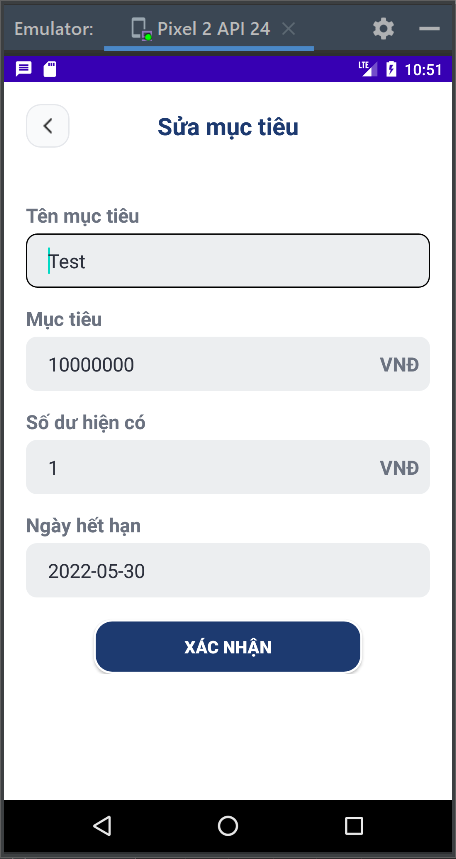 Emulator: Pixel 2 API 24
LTE 10:51
Sửa mục tiêu
Tên mục tiêu
Test
Mục tiêu
10000000 VNĐ
Số dư hiện có
1 VNĐ
Ngày hết hạn
2022-05-30
XÁC NHẬN